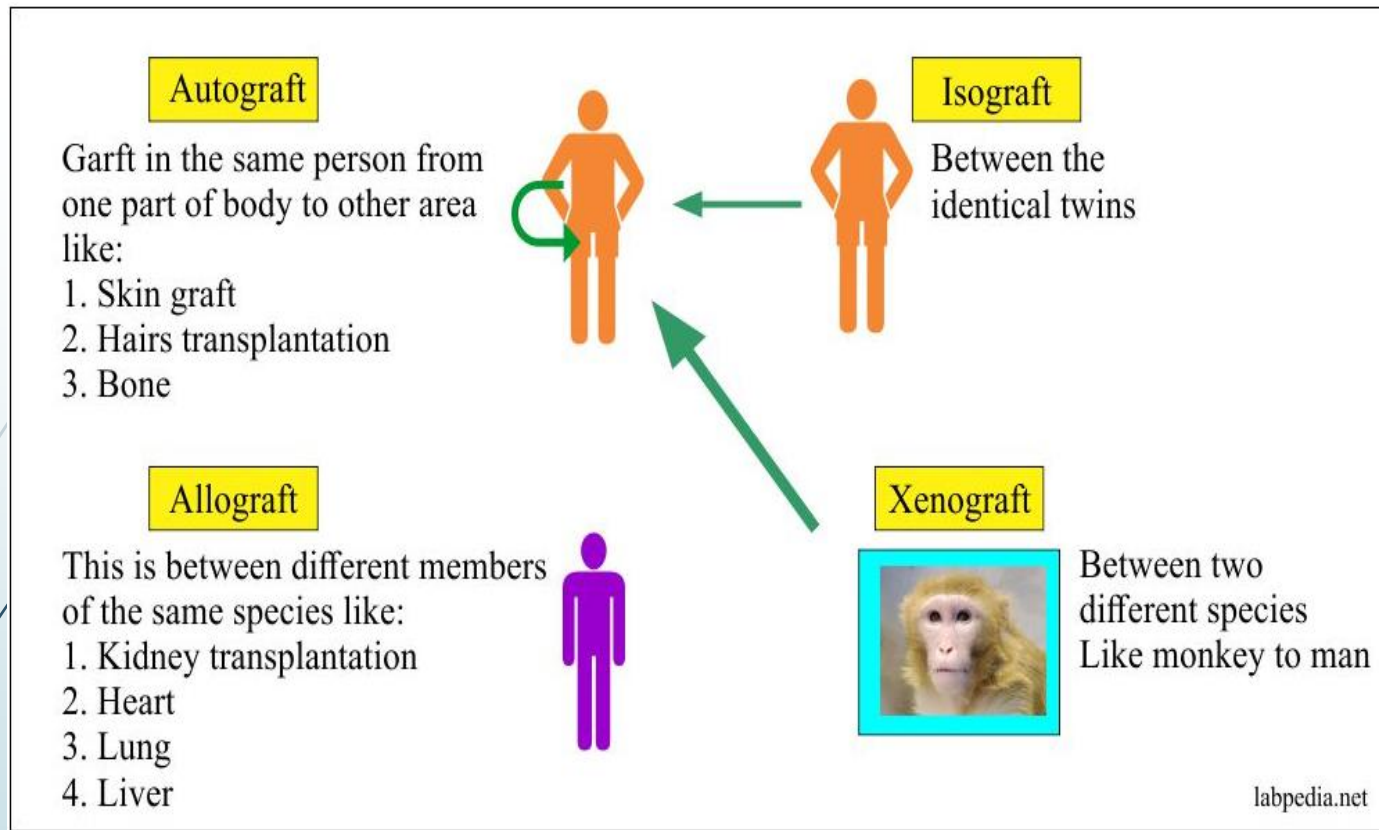 Autograft
Garft in the same person from
one part of body to other area
like:
1. Skin graft
2. Hairs transplantation
3. Bone
Isograft
Between the
identical twins
Allograft
This is between different members
of the same species like:
1. Kidney transplantation
2. Heart
3. Lung
4. Liver
Xenograft
Between two
different species
Like monkey to man
labpedia.net